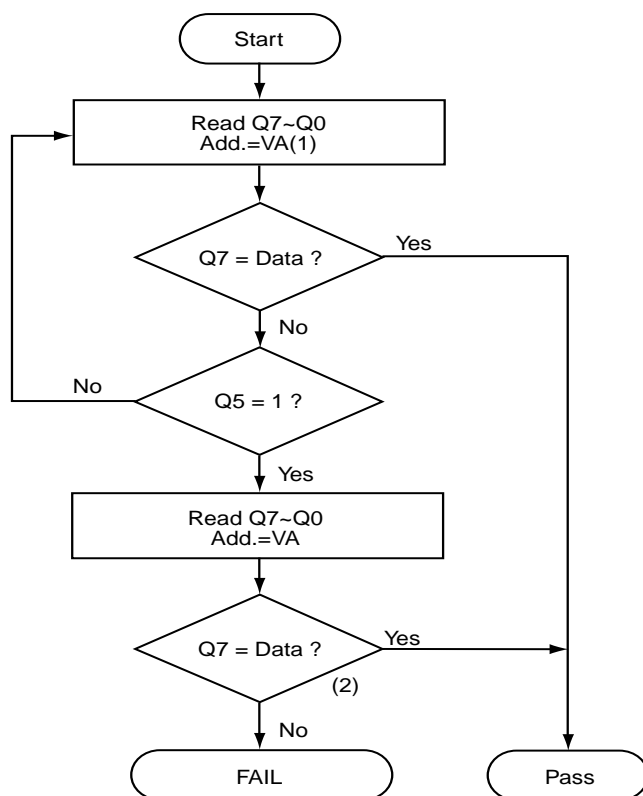 Start
Read Q7~Q0
Add.=VA(1)
Q7 = Data ?
Yes
No
Q5 = 1 ?
No
Yes
Read Q7~Q0
Add.=VA
Q7 = Data ?
Yes
(2)
No
FAIL
Pass